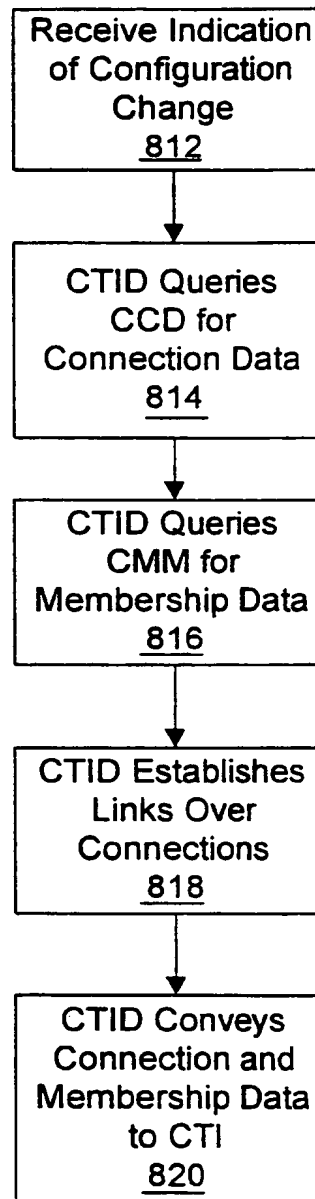 Receive Indication
of Configuration
Change
812
CTID Queries
CCD for
Connection Data
814
CTID Queries
CMM for
Membership Data
816
CTID Establishes
Links Over
Connections
818
CTID Conveys
Connection and
Membership Data
to CTI
820